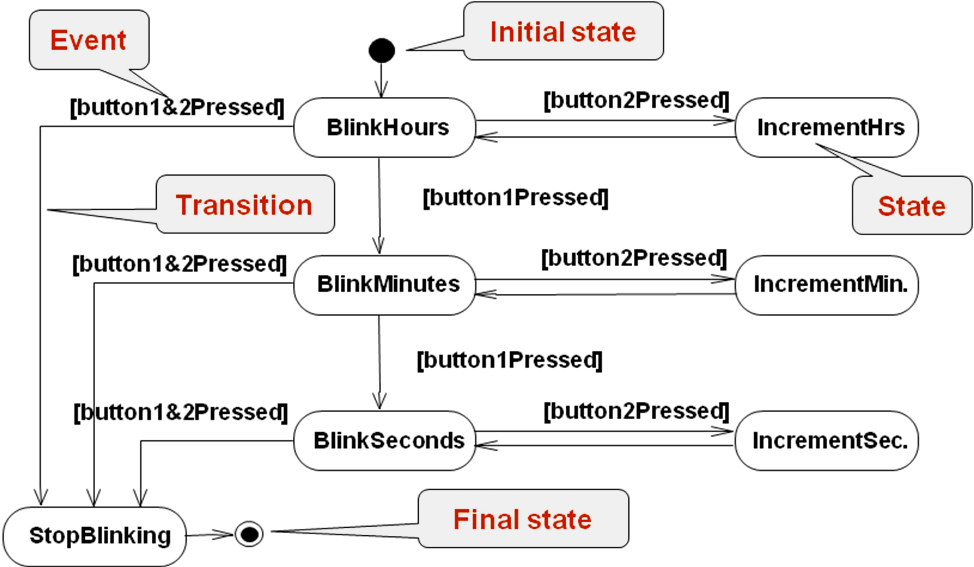 Initial state
Event
[button1&2Pressed]
[button2Pressed]
BlinkHours
IncrementHrs
Transition
[button1Pressed]
State
[button1&2Pressed]
[button2Pressed]
BlinkMinutes
IncrementMin.
[button1Pressed]
[button1&2Pressed]
[button2Pressed]
BlinkSeconds
IncrementSec.
Final state
StopBlinking